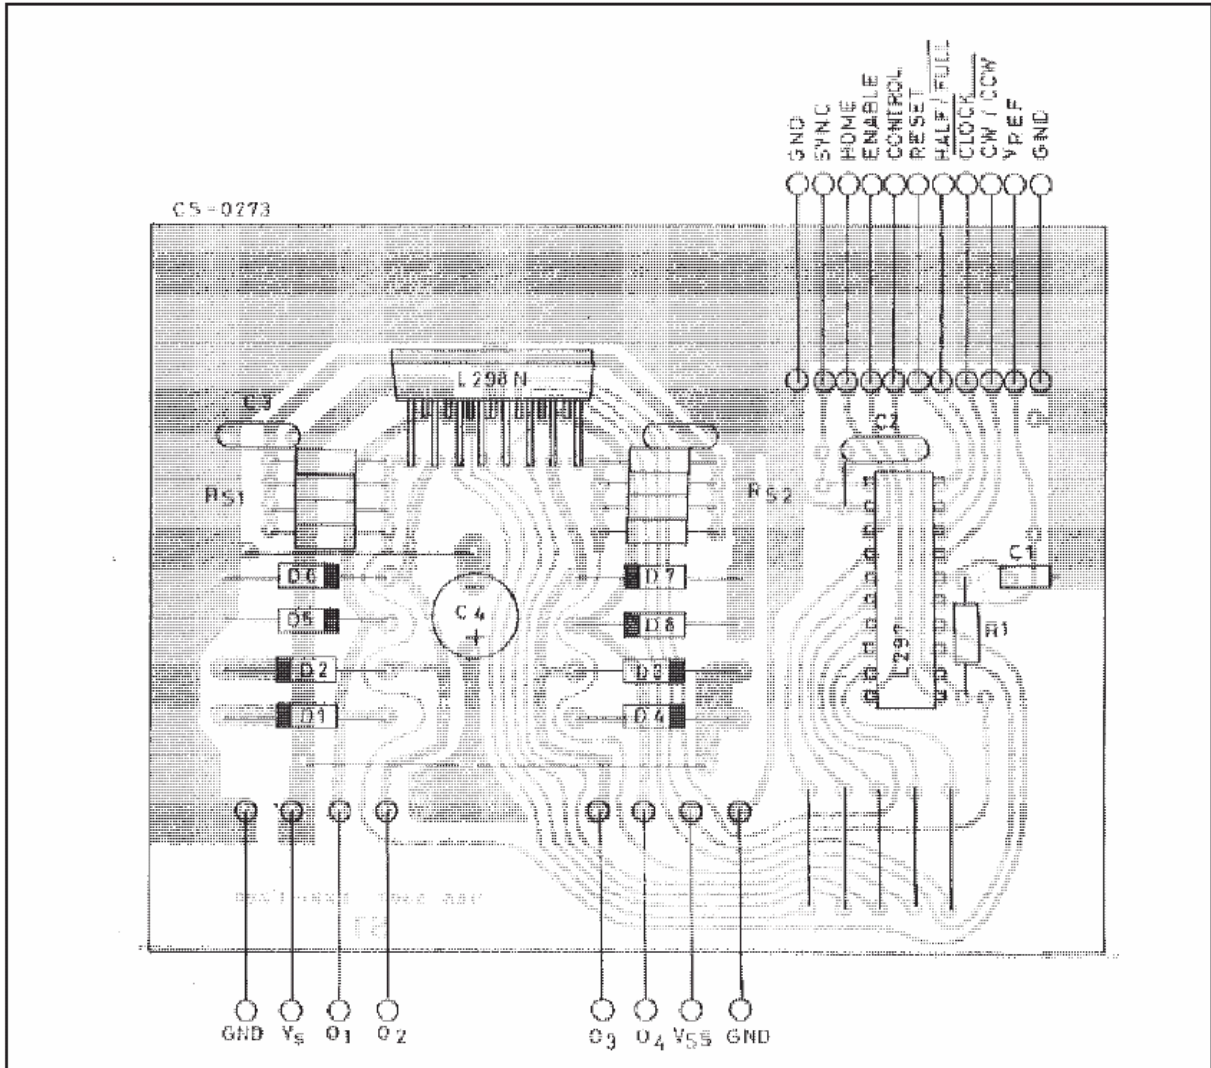 GND
SYNC
HOME
ENABLE
CONTROL
RESET
HALF / FULL
CLOCK
CW / CCW
VREF
GND
CS-0273
L298N
C3
C2
RS1
RS2
C1
D6
D7
C4
+
D5
D8
R1
L297
D2
D3
D1
D4
GND
VS
O1
O2
O3
O4
VSS
GND